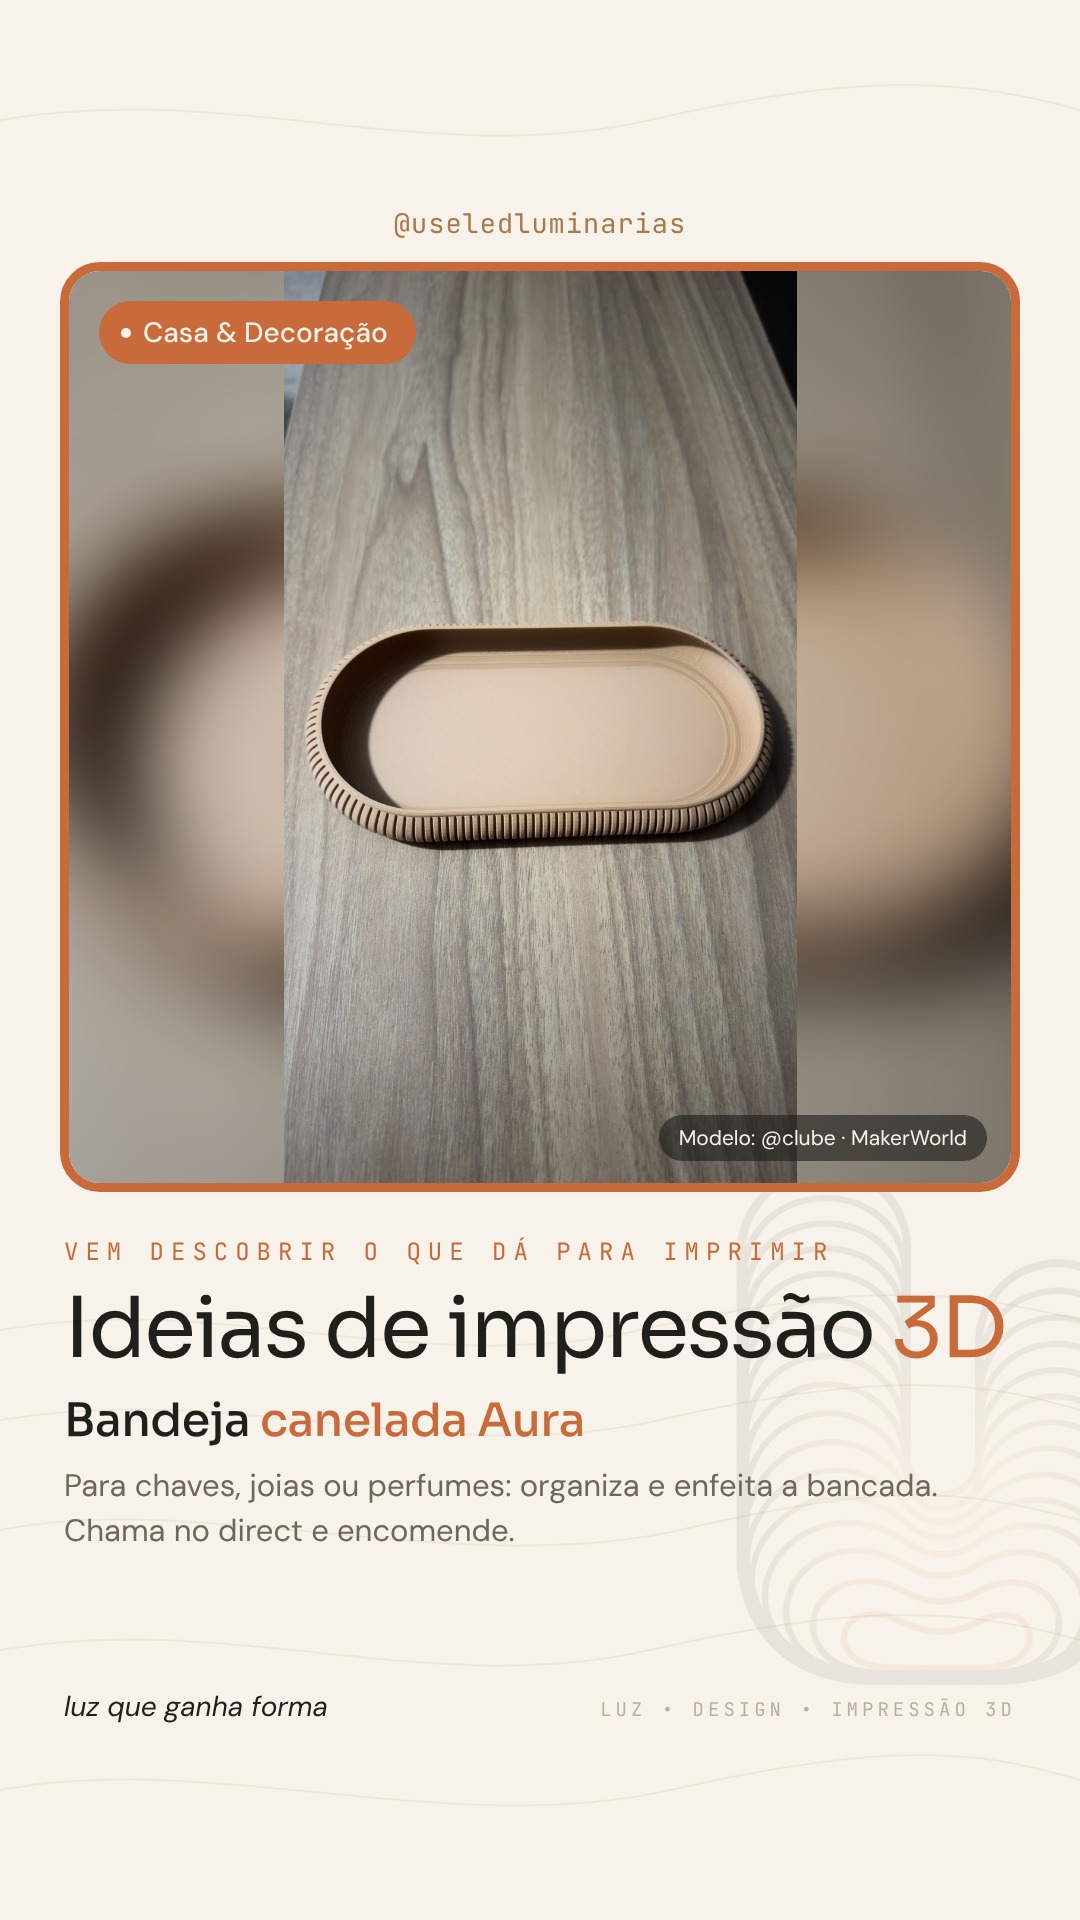 @useledluminarias
Casa & Decoração
Modelo: @clube · MakerWorld
VEM DESCOBRIR O QUE DÁ PARA IMPRIMIR
Ideias de impressão 3D
Bandeja canelada Aura
Para chaves, joias ou perfumes: organiza e enfeita a bancada.
Chama no direct e encomende.
luz que ganha forma
LUZ • DESIGN • IMPRESSÃO 3D